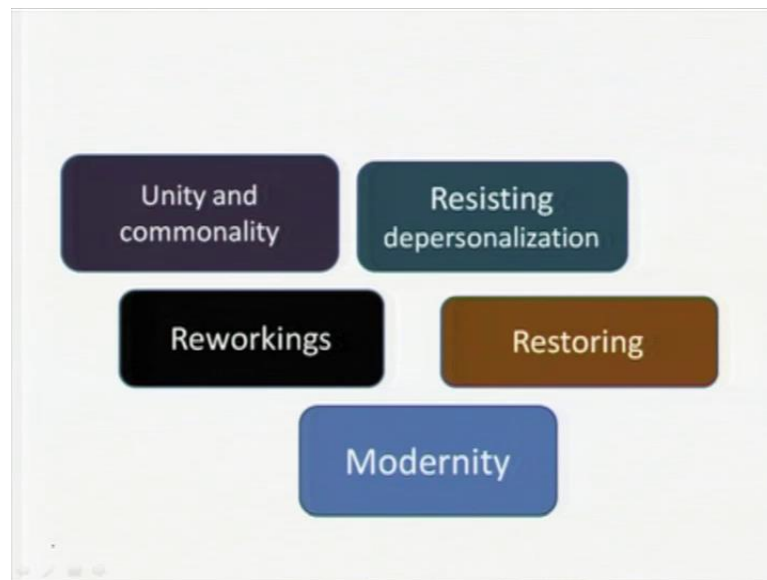 Unity and
commonality
Resisting
depersonalization
Reworkings
Restoring
Modernity